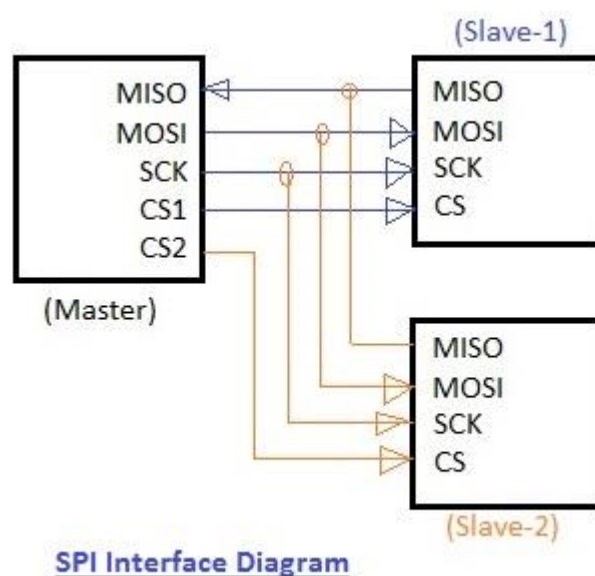 (Slave-1)
MISO
MOSI
SCK
CS1
CS2
(Master)
MISO
MOSI
SCK
CS
MISO
MOSI
SCK
CS
(Slave-2)
SPI Interface Diagram